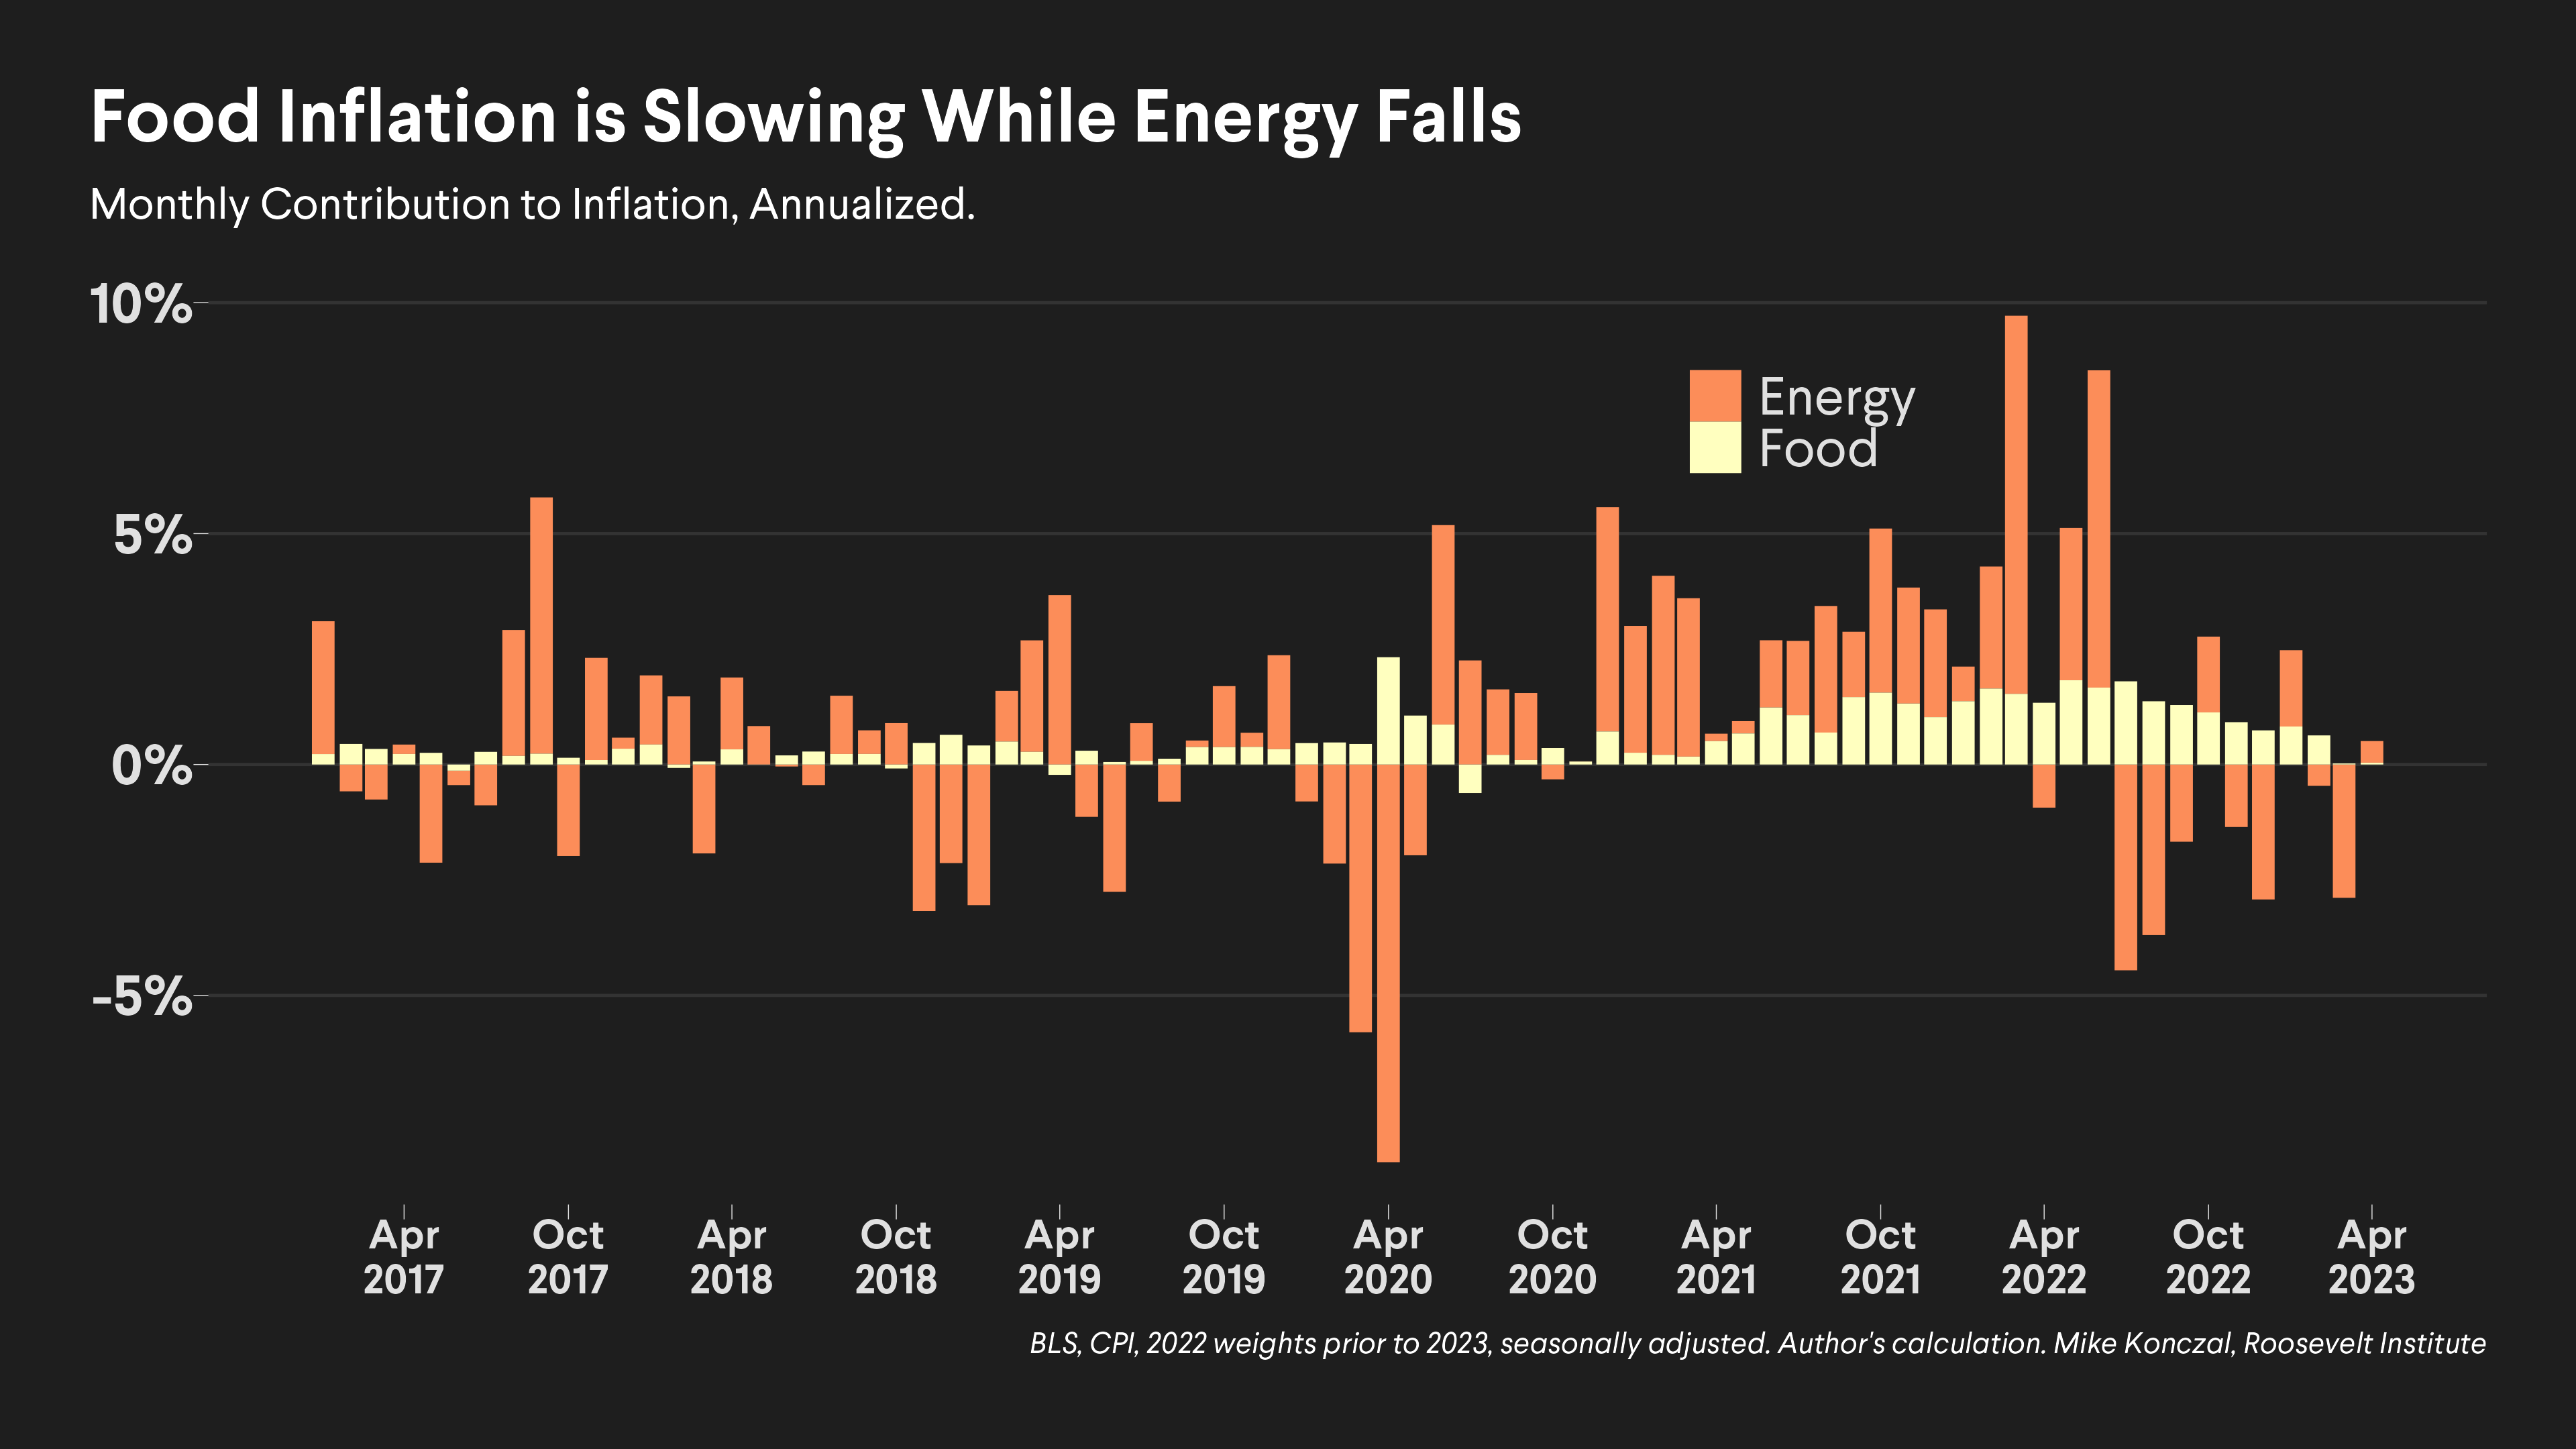 Food Inflation is Slowing While Energy Falls
Monthly Contribution to Inflation, Annualized.
10%
5%
0%
-5%
Energy
Food
Apr 2017
Oct 2017
Apr 2018
Oct 2018
Apr 2019
Oct 2019
Apr 2020
Oct 2020
Apr 2021
Oct 2021
Apr 2022
Oct 2022
Apr 2023
BLS, CPI, 2022 weights prior to 2023, seasonally adjusted. Author's calculation. Mike Konczal, Roosevelt Institute